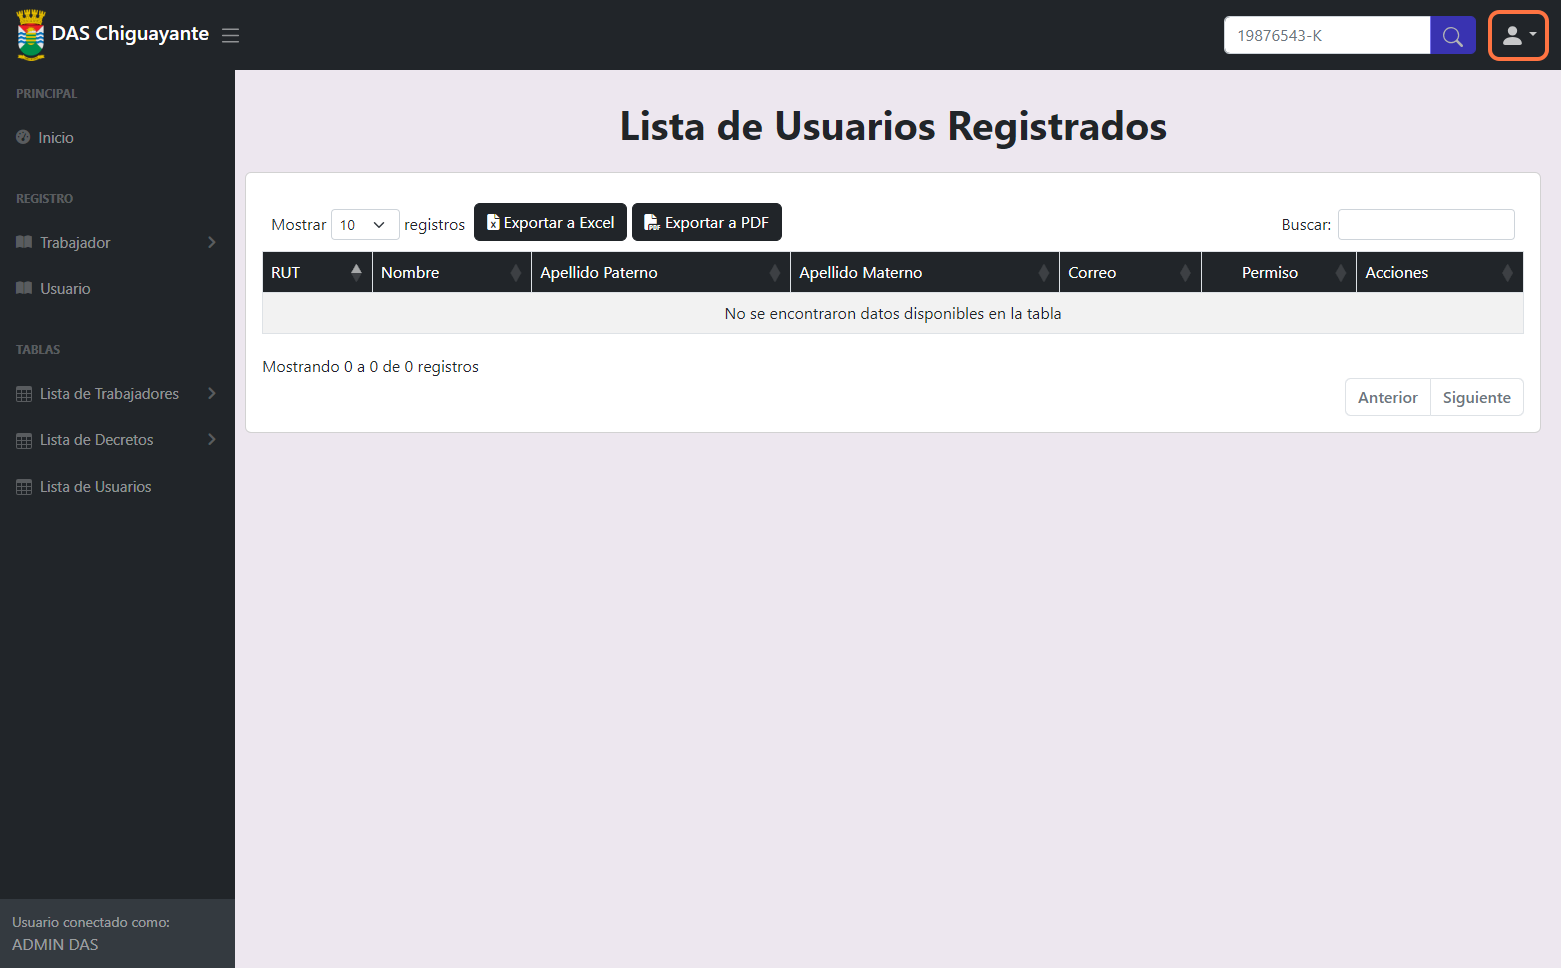 DAS Chiguayante
19876543-K
PRINCIPAL
Inicio
REGISTRO
Trabajador
Usuario
TABLAS
Lista de Trabajadores
Lista de Decretos
Lista de Usuarios
Usuario conectado como:
ADMIN DAS
Lista de Usuarios Registrados
Mostrar 10 registros Exportar a Excel Exportar a PDF Buscar:
RUT Nombre Apellido Paterno Apellido Materno Correo Permiso Acciones
No se encontraron datos disponibles en la tabla
Mostrando 0 a 0 de 0 registros
Anterior Siguiente